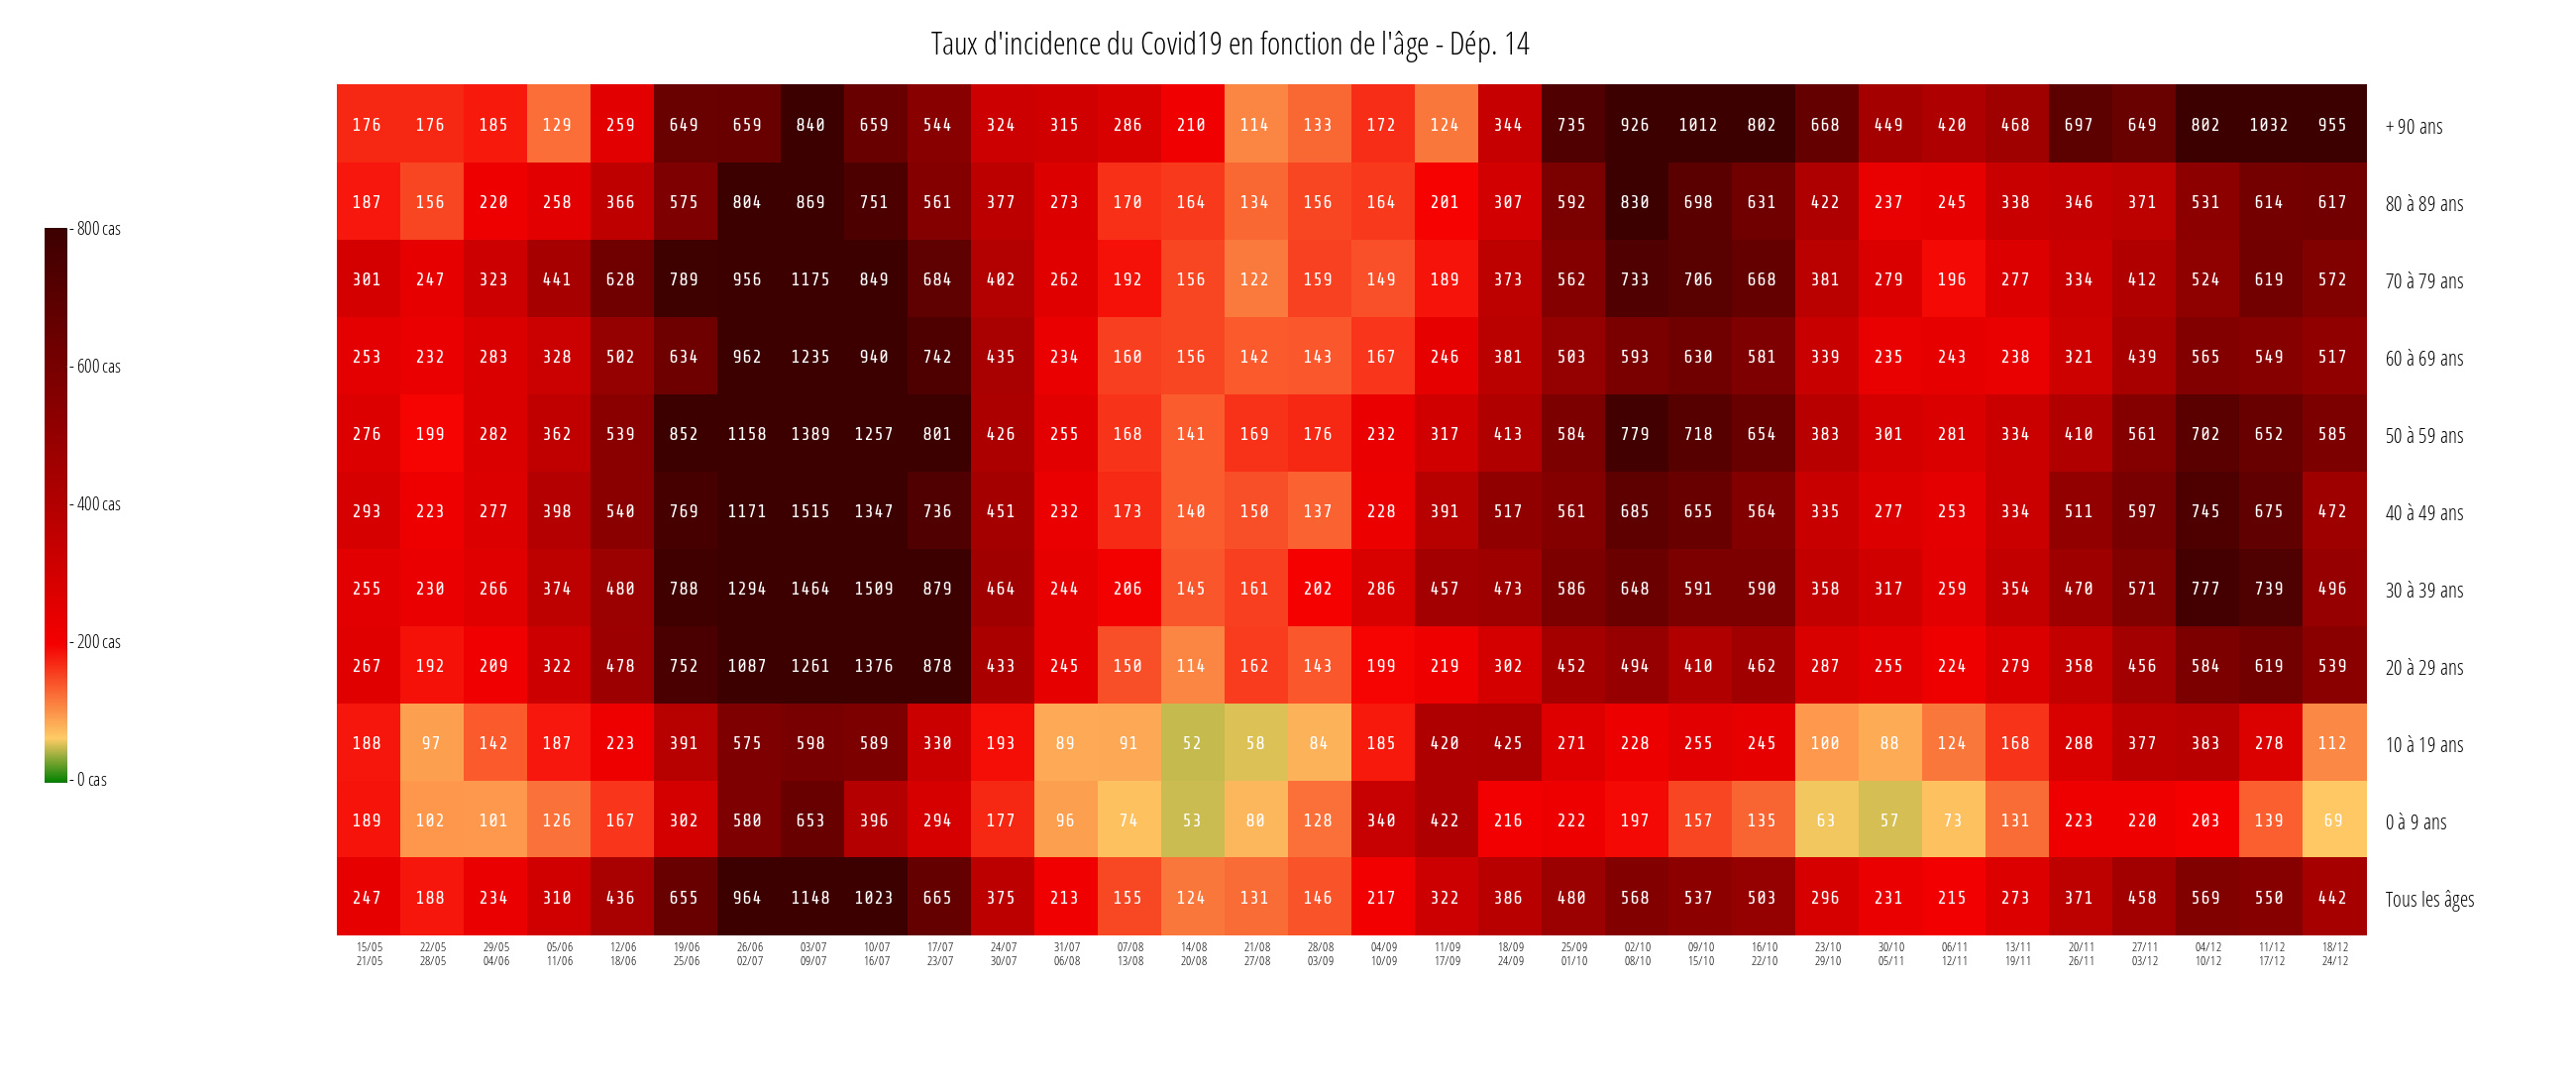 Taux d'incidence du Covid19 en fonction de l'âge - Dép. 14
176 176 185 129 259 649 659 840 659 544 324 315 286 210 114 133 172 124 344 735 926 1012 802 668 449 420 468 697 649 802 1032 955 + 90 ans
187 156 220 258 366 575 804 869 751 561 377 273 170 164 134 156 164 201 307 592 830 698 631 422 237 245 338 346 371 531 614 617 80 à 89 ans
- 800 cas
301 247 323 441 628 789 956 1175 849 684 402 262 192 156 122 159 149 189 373 562 733 706 668 381 279 196 277 334 412 524 619 572 70 à 79 ans
253 232 283 328 502 634 962 1235 940 742 435 234 160 156 142 143 167 246 381 503 593 630 581 339 235 243 238 321 439 565 549 517 60 à 69 ans
- 600 cas
276 199 282 362 539 852 1158 1389 1257 801 426 255 168 141 169 176 232 317 413 584 779 718 654 383 301 281 334 410 561 702 652 585 50 à 59 ans
- 400 cas
293 223 277 398 540 769 1171 1515 1347 736 451 232 173 140 150 137 228 391 517 561 685 655 564 335 277 253 334 511 597 745 675 472 40 à 49 ans
255 230 266 374 480 788 1294 1464 1509 879 464 244 206 145 161 202 286 457 473 586 648 591 590 358 317 259 354 470 571 777 739 496 30 à 39 ans
- 200 cas
267 192 209 322 478 752 1087 1261 1376 878 433 245 150 114 162 143 199 219 302 452 494 410 462 287 255 224 279 358 456 584 619 539 20 à 29 ans
188 97 142 187 223 391 575 598 589 330 193 89 91 52 58 84 185 420 425 271 228 255 245 100 88 124 168 288 377 383 278 112 10 à 19 ans
- 0 cas
189 102 101 126 167 302 580 653 396 294 177 96 74 53 80 128 340 422 216 222 197 157 135 63 57 73 131 223 220 203 139 69 0 à 9 ans
247 188 234 310 436 655 964 1148 1023 665 375 213 155 124 131 146 217 322 386 480 568 537 503 296 231 215 273 371 458 569 550 442 Tous les âges
15/05 22/05 29/05 05/06 12/06 19/06 26/06 03/07 10/07 17/07 24/07 31/07 07/08 14/08 21/08 28/08 04/09 11/09 18/09 25/09 02/10 09/10 16/10 23/10 30/10 06/11 13/11 20/11 27/11 04/12 11/12 18/12
21/05 28/05 04/06 11/06 18/06 25/06 02/07 09/07 16/07 23/07 30/07 06/08 13/08 20/08 27/08 03/09 10/09 17/09 24/09 01/10 08/10 15/10 22/10 29/10 05/11 12/11 19/11 26/11 03/12 10/12 17/12 24/12